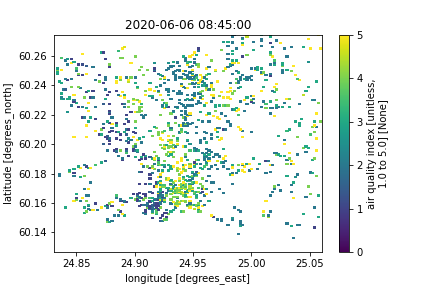 2020-06-06 08:45:00
60.26
60.24
60.22
60.20
60.18
60.16
60.14
latitude [degrees_north]
24.85 24.90 24.95 25.00 25.05
longitude [degrees_east]
5
4
3
2
1
0
air quality index [unitless,
1.0 to 5.0] [None]